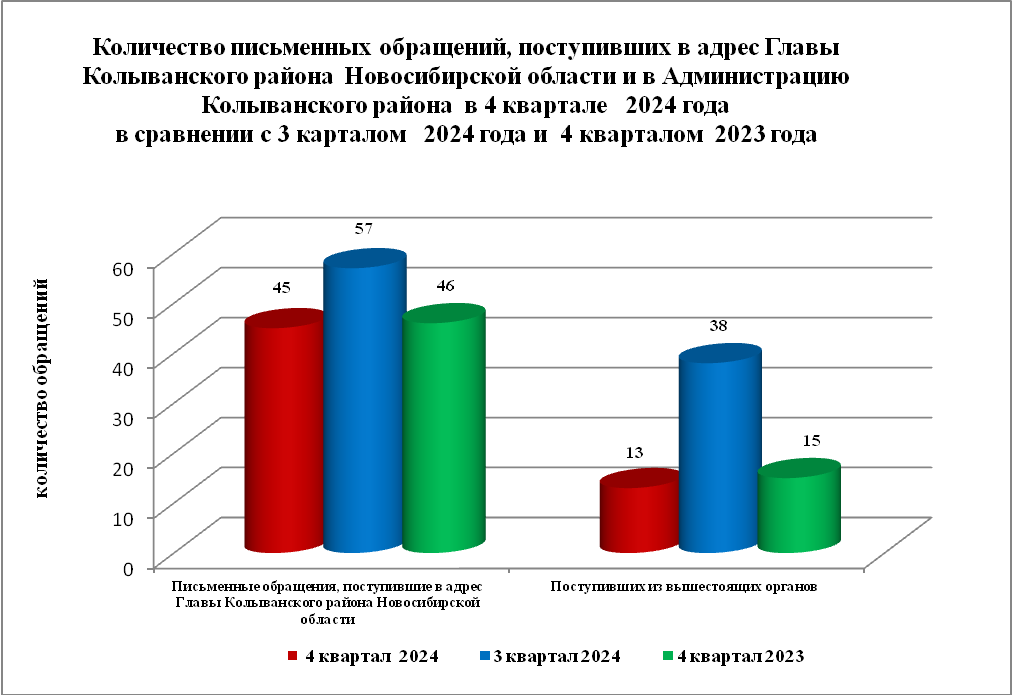 Количество письменных обращений, поступивших в адрес Главы
Колыванского района Новосибирской области и в Администрацию
Колыванского района в 4 квартале 2024 года
в сравнении с 3 карталом 2024 года и 4 кварталом 2023 года
количество обращений
60
50
40
30
20
10
0
45
57
46
13
38
15
Письменные обращения, поступившие в адрес
Главы Колыванского района Новосибирской
области
Поступивших из вышестоящих органов
4 квартал 2024
3 квартал 2024
4 квартал 2023